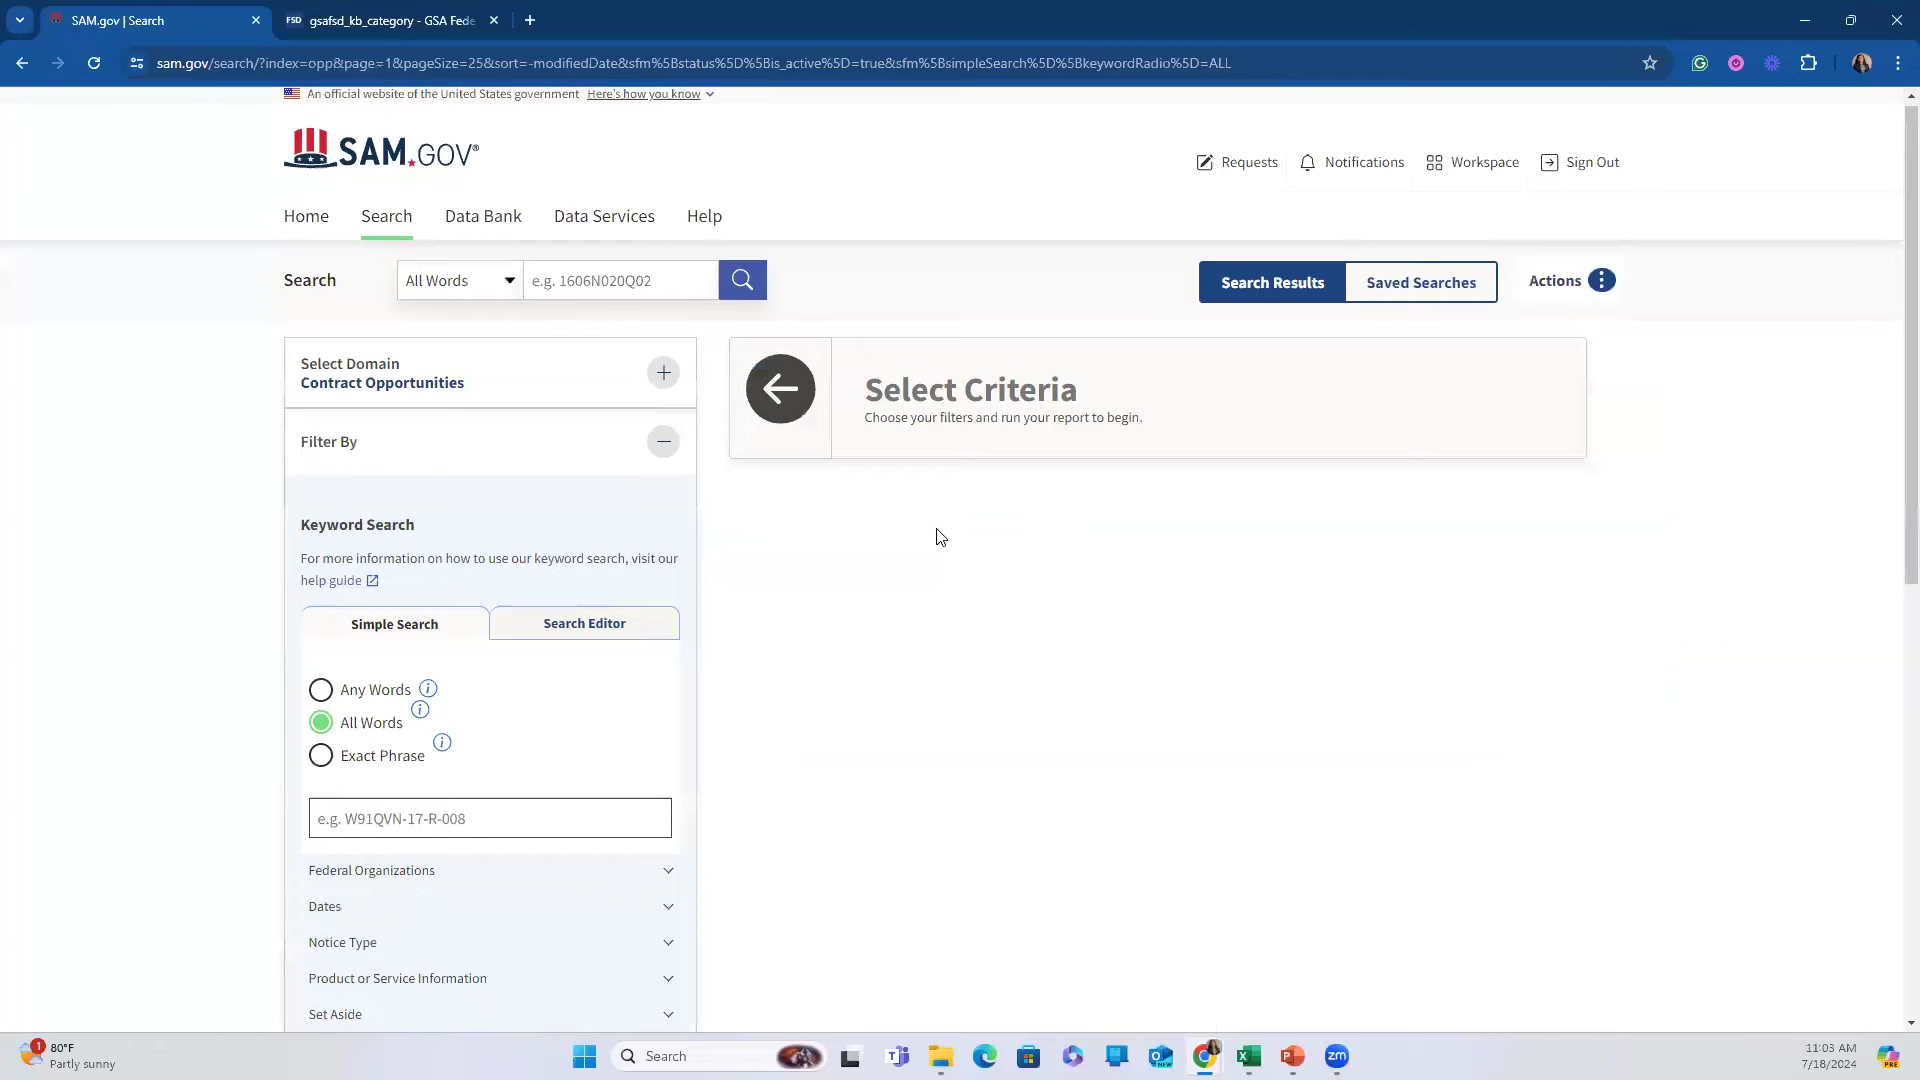 SAM.gov | Search
FSD gsafsd_kb_category - GSA Fede
sam.gov/search/?index=opp&page=1&pageSize=25&sort=-modifiedDate&sfm%5Bstatus%5D%5Bis_active%5D=true&sfm%5BsimpleSearch%5D%5BkeywordRadio%5D=ALL
An official website of the United States government Here's how you know
SAM.GOV®
Requests Notifications Workspace Sign Out
Home Search Data Bank Data Services Help
Search All Words e.g. 1606N020Q02 Search Results Saved Searches Actions
Select Domain
Contract Opportunities
Select Criteria
Choose your filters and run your report to begin.
Filter By
Keyword Search
For more information on how to use our keyword search, visit our
help guide
Simple Search Search Editor
Any Words
All Words
Exact Phrase
e.g. W91QVN-17-R-008
Federal Organizations
Dates
Notice Type
Product or Service Information
Set Aside
1
80°F
Partly sunny
Search
NEW
zm
11:03 AM
7/18/2024
PRE